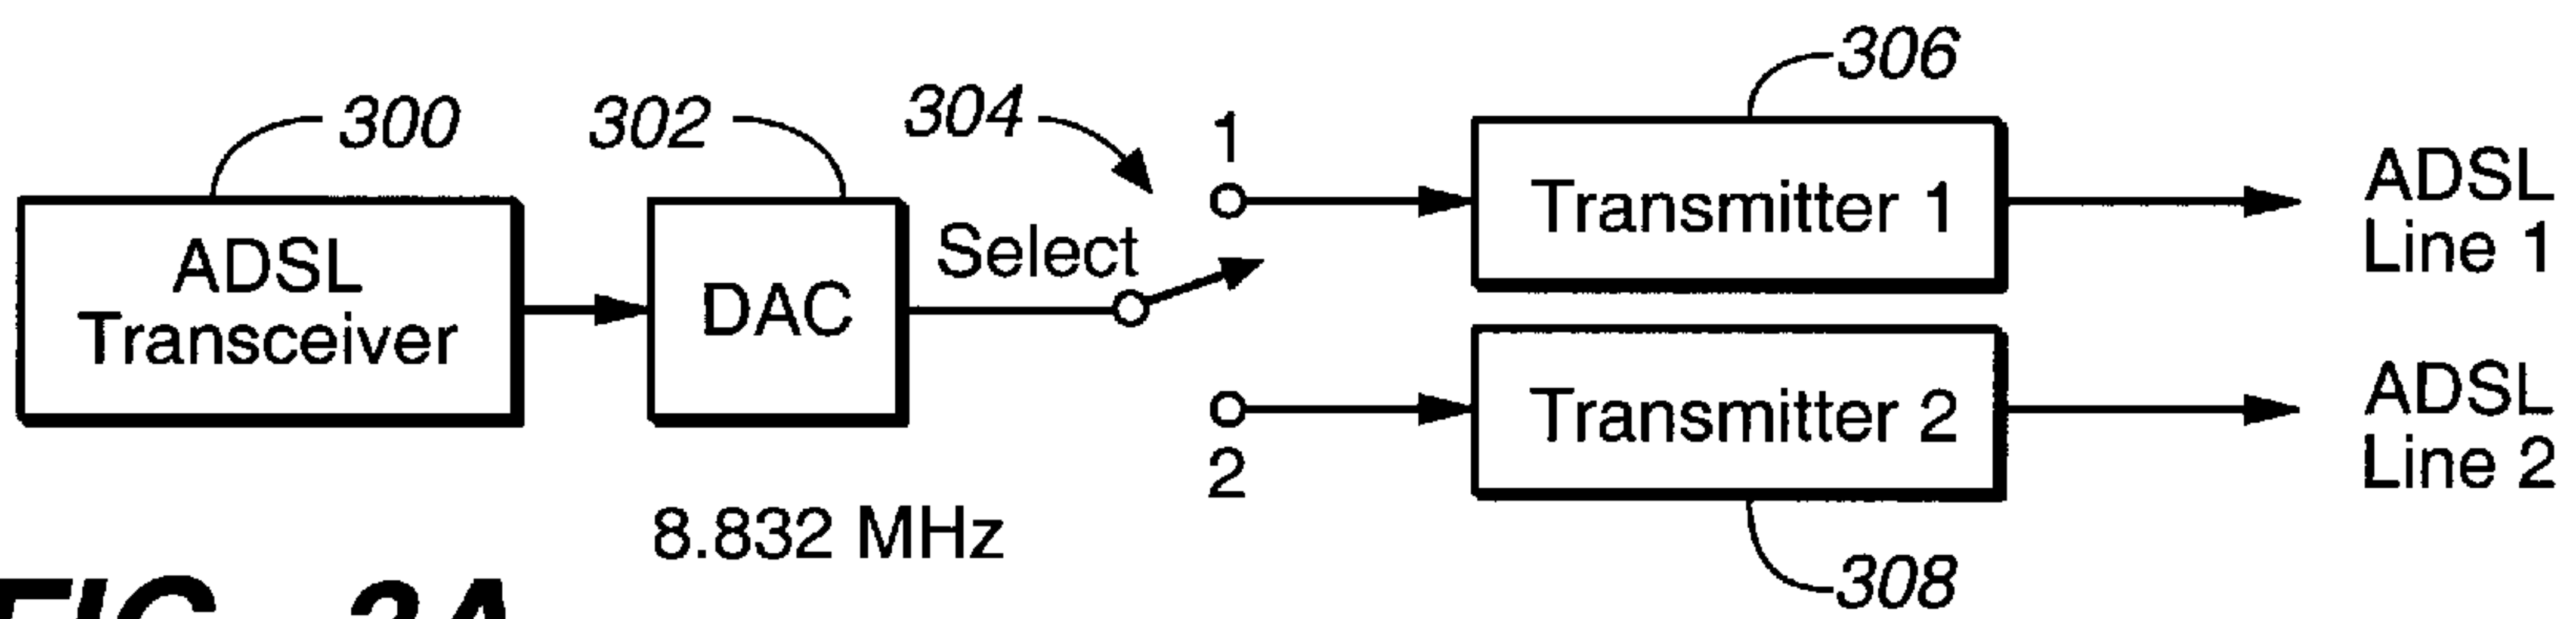 300
302
304
1
306
ADSL
Transceiver
DAC
Select
Transmitter 1
ADSL
Line 1
2
Transmitter 2
ADSL
Line 2
8.832 MHz
308